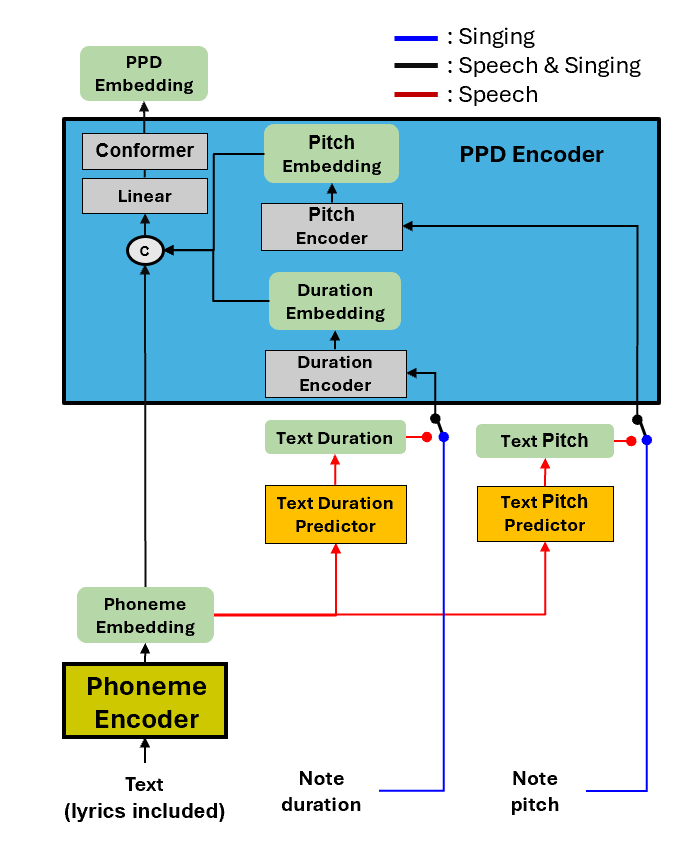 : Singing
: Speech & Singing
: Speech
PPD
Embedding
PPD Encoder
Conformer
Linear
C
Pitch
Embedding
Pitch
Encoder
Duration
Embedding
Duration
Encoder
Text Duration
Text Pitch
Text Duration
Predictor
Text Pitch
Predictor
Phoneme
Embedding
Phoneme
Encoder
Text
(lyrics included)
Note
duration
Note
pitch